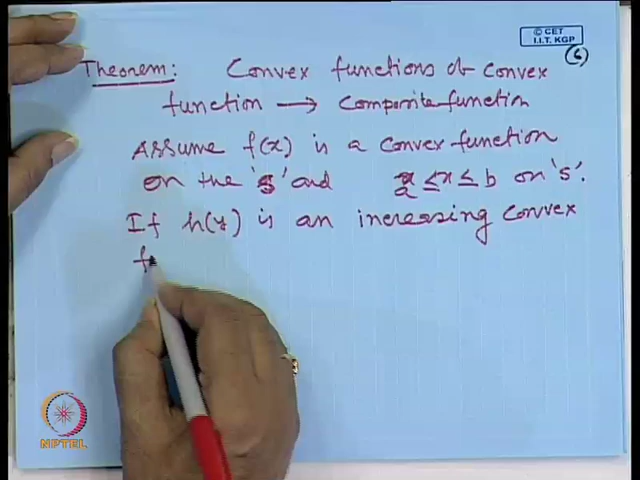 © CET
I.I.T. KGP
6
Theorem: Convex functions of convex
function → Composite function
Assume f(x) is a convex function
on the 's' and a ≤ x ≤ b on 's'.
If h(y) is an increasing convex
f
NPTEL